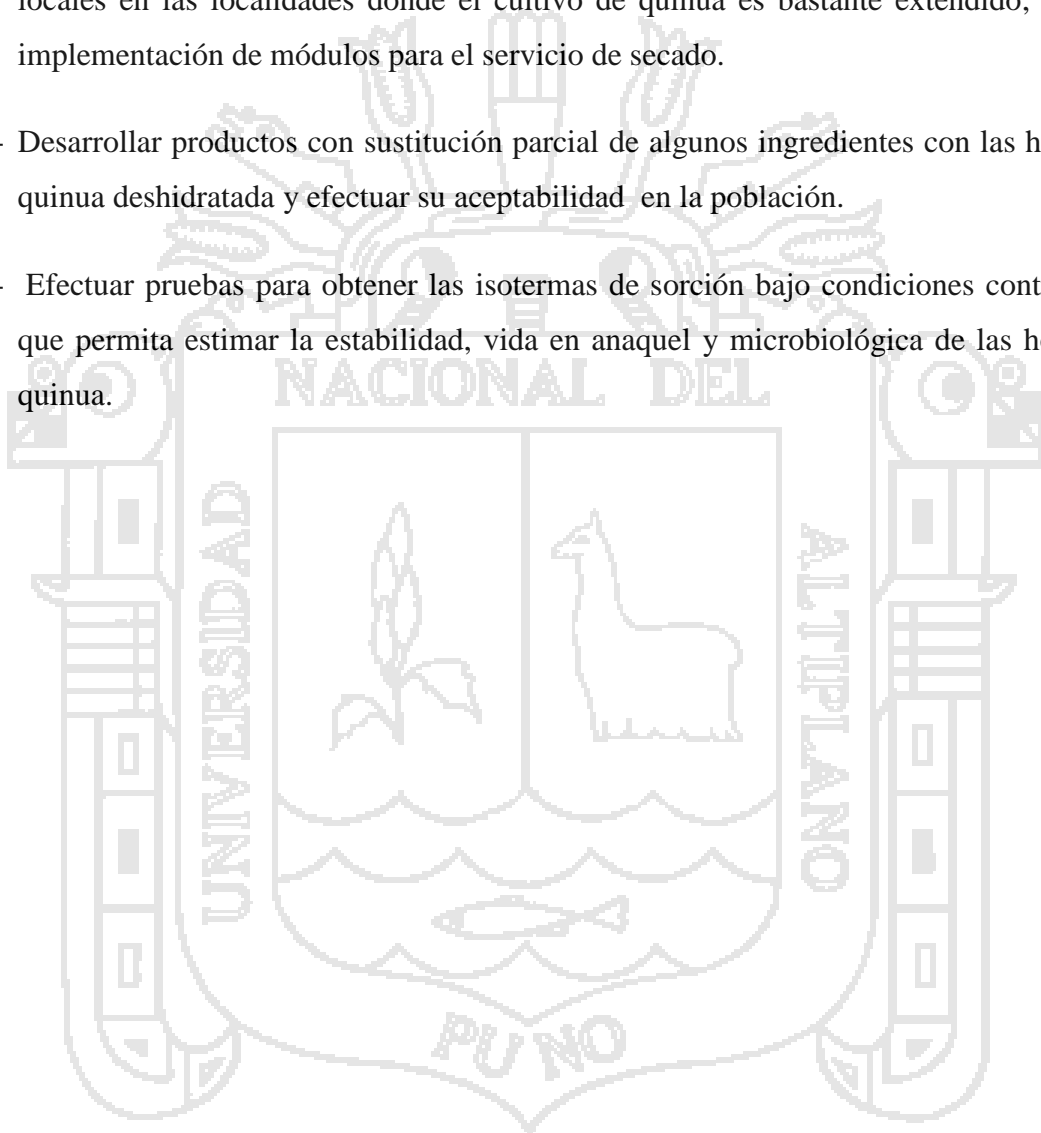 locales en las localidades donde el cultivo de quinua es bastante extendido,
implementación de módulos para el servicio de secado.
- Desarrollar productos con sustitución parcial de algunos ingredientes con las h
quinua deshidratada y efectuar su aceptabilidad en la población.
- Efectuar pruebas para obtener las isotermas de sorción bajo condiciones cont
que permita estimar la estabilidad, vida en anaquel y microbiológica de las h
quinua.
NACIONAL DEL
UNIVERSIDAD
ALTIPLANO
PUNO